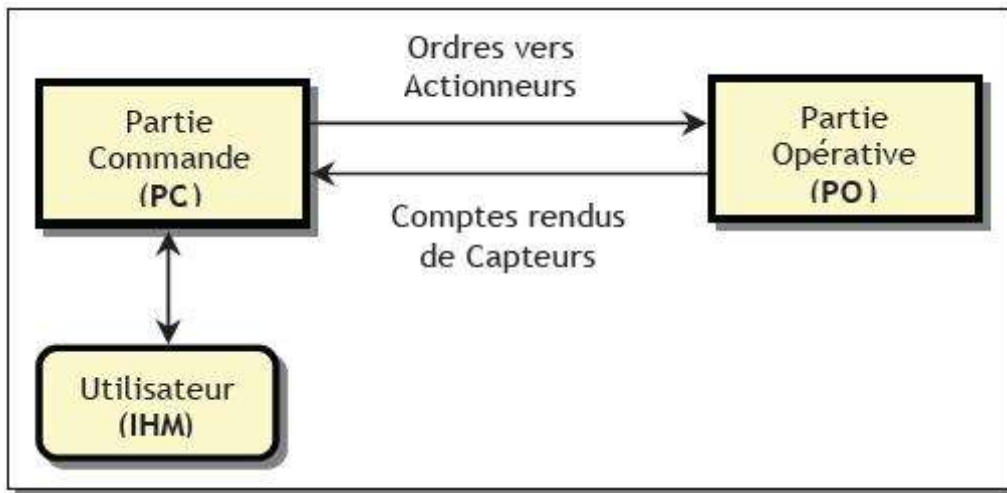 Ordres vers
Actionneurs
Partie
Commande
(PC)
Partie
Opérative
(PO)
Comptes rendus
de Capteurs
Utilisateur
(IHM)